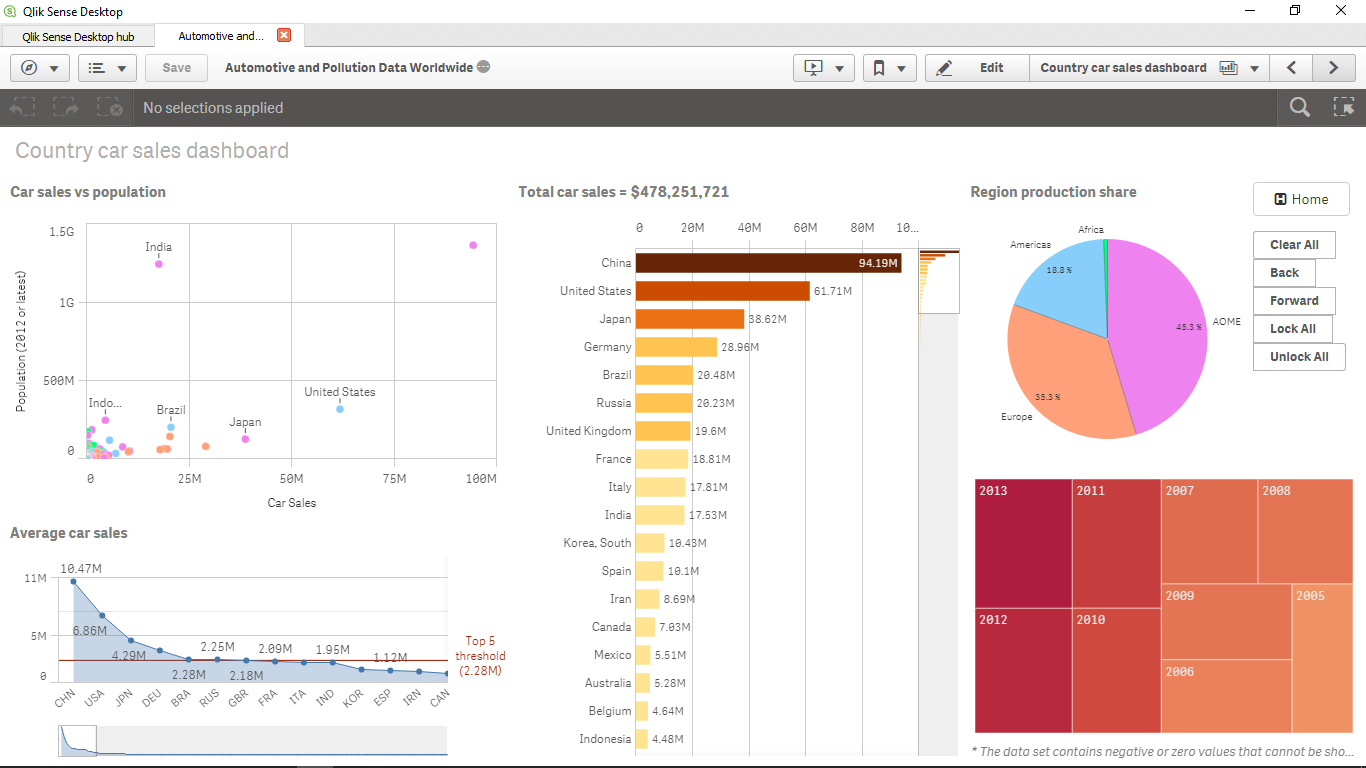 Qlik Sense Desktop
Qlik Sense Desktop hub
Automotive and...
Save
Automotive and Pollution Data Worldwide
Edit
Country car sales dashboard
No selections applied
Country car sales dashboard
Car sales vs population
Population (2012 or latest)
1.5G
1G
500M
0
India
Indo...
Brazil
United States
Japan
0 25M 50M 75M 100M
Car Sales
Average car sales
11M
5M
0
10.47M
6.86M
4.29M
2.28M
2.25M
2.18M
2.09M
1.95M
1.12M
Top 5
threshold
(2.28M)
CHN USA JPN DEU BRA RUS GBR FRA ITA IND KOR ESP IRN CAN
Total car sales = $478,251,721
0 20M 40M 60M 80M 10...
China 94.19M
United States 61.71M
Japan 38.62M
Germany 28.96M
Brazil 20.48M
Russia 20.23M
United Kingdom 19.6M
France 18.81M
Italy 17.81M
India 17.53M
Korea, South 10.43M
Spain 10.1M
Iran 8.69M
Canada 7.03M
Mexico 5.51M
Australia 5.28M
Belgium 4.64M
Indonesia 4.48M
Region production share
Africa
Americas
18.8 %
AOME
45.3 %
35.3 %
Europe
Home
Clear All
Back
Forward
Lock All
Unlock All
2013
2011
2007
2008
2009
2005
2012
2010
2006
* The data set contains negative or zero values that cannot be sho...